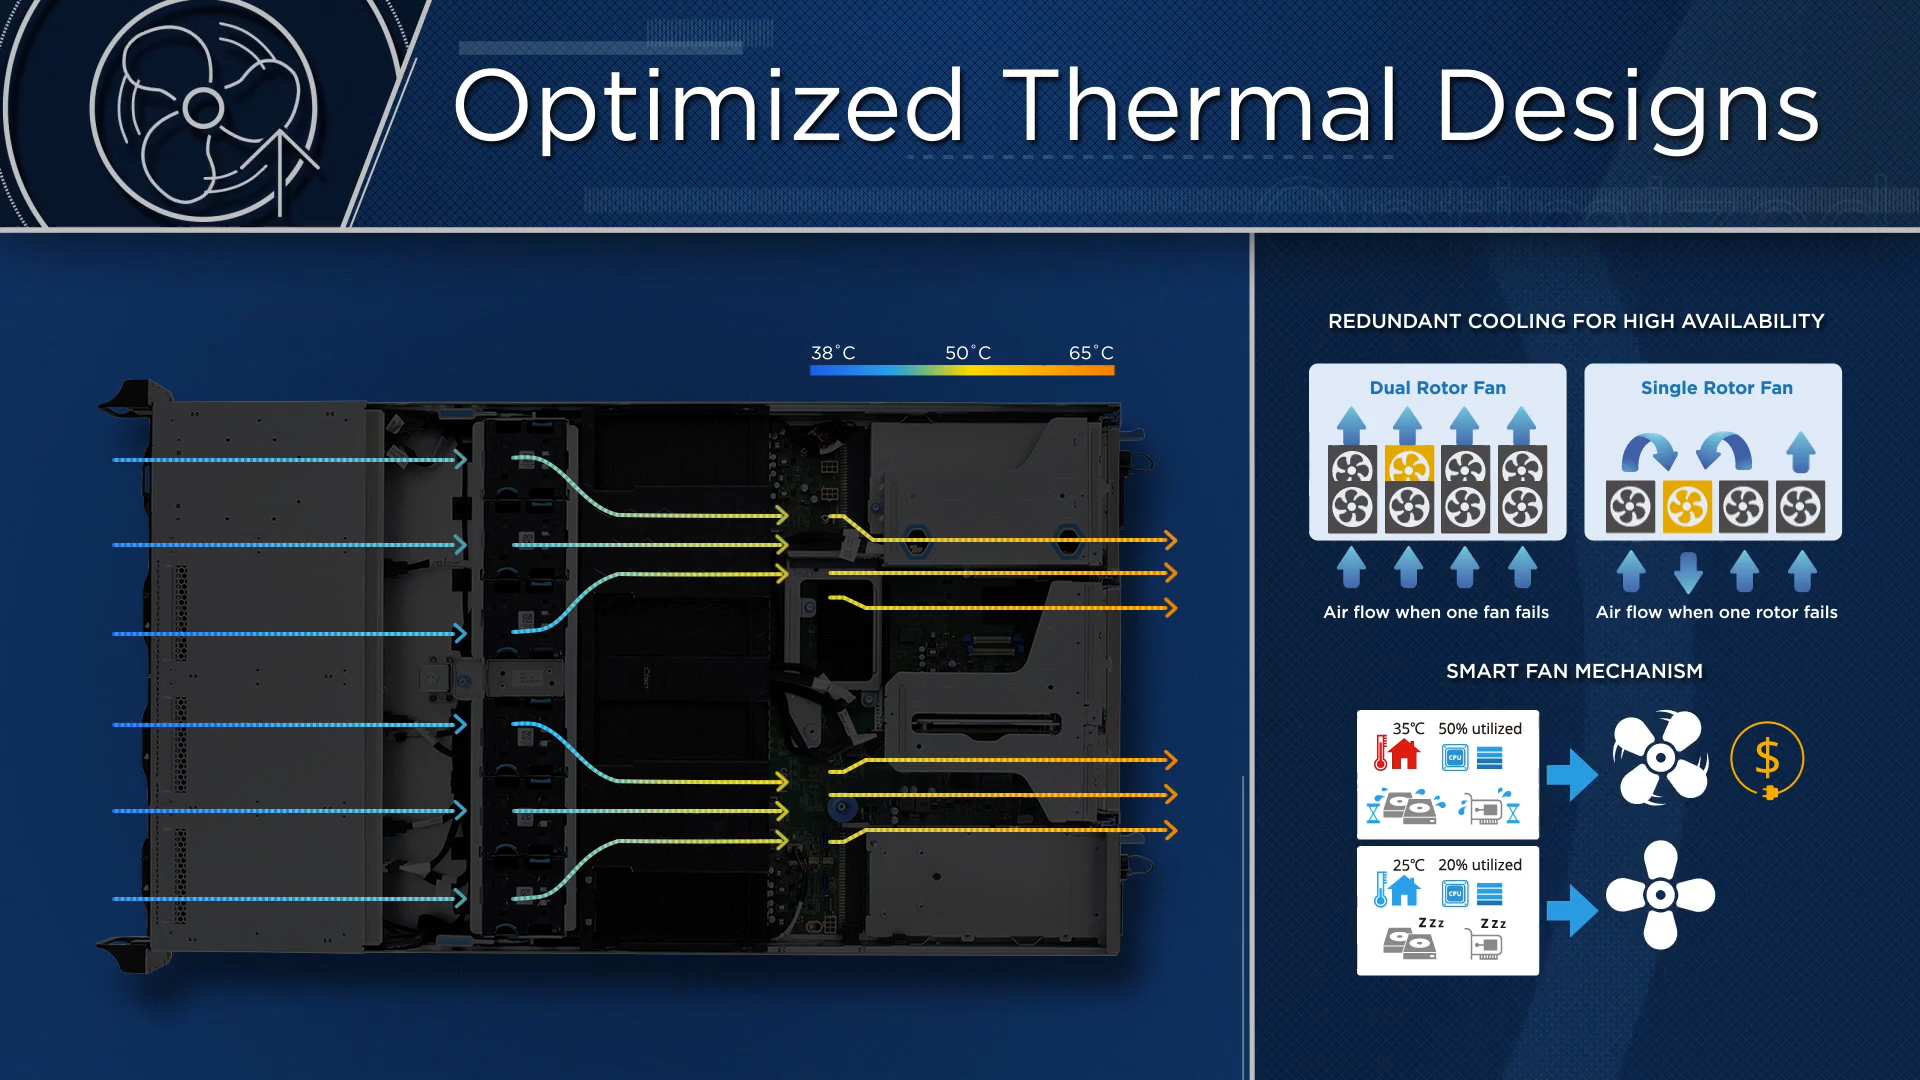 Optimized Thermal Designs
38°C 50°C 65°C
REDUNDANT COOLING FOR HIGH AVAILABILITY
Dual Rotor Fan
Single Rotor Fan
Air flow when one fan fails
Air flow when one rotor fails
SMART FAN MECHANISM
35℃ 50% utilized
CPU
$
25℃ 20% utilized
CPU
Z z z Z z z